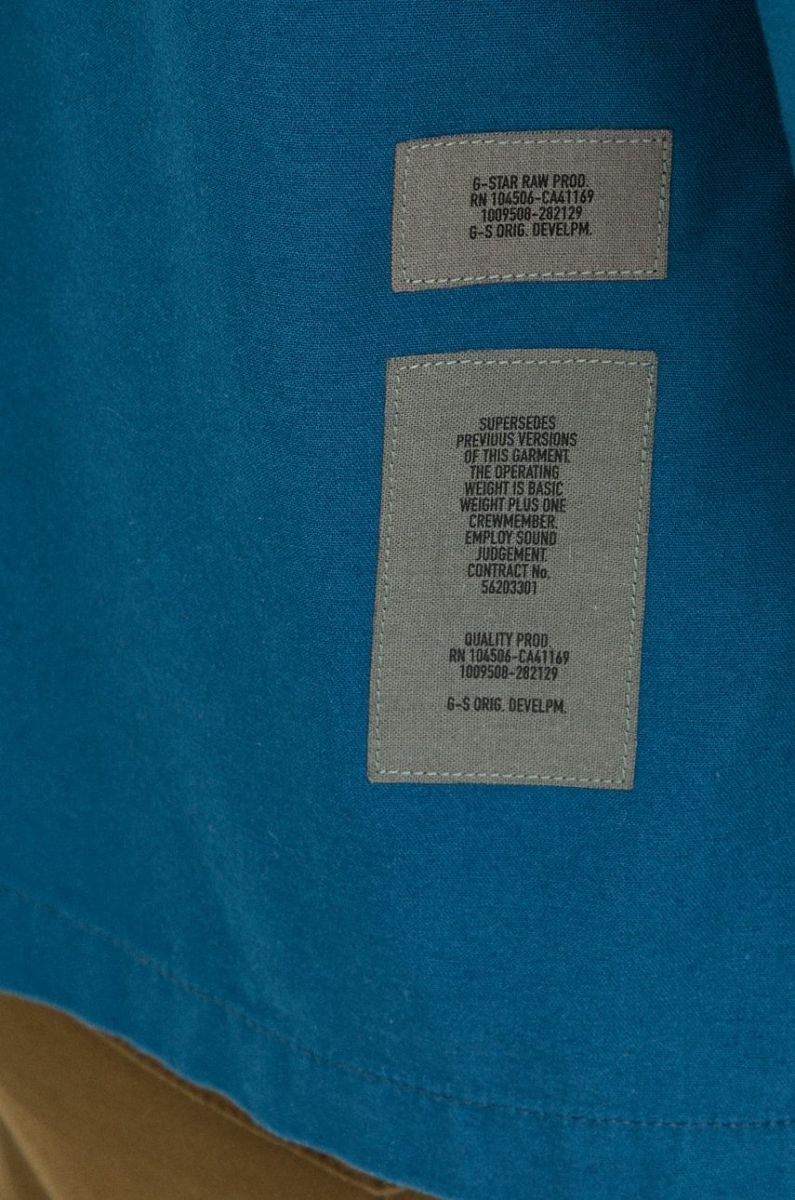 G-STAR RAW PROD.
RN 104506-CA41169
1009508-282129
G-S ORIG. DEVELPM.
SUPERSEDES
PREVIOUS VERSIONS
OF THIS GARMENT.
THE OPERATING
WEIGHT IS BASIC
WEIGHT PLUS ONE
CREWMEMBER.
EMPLOY SOUND
JUDGEMENT.
CONTRACT No.
56203301
QUALITY PROD.
RN 104506-CA41169
1009508-282129
G-S ORIG. DEVELPM.